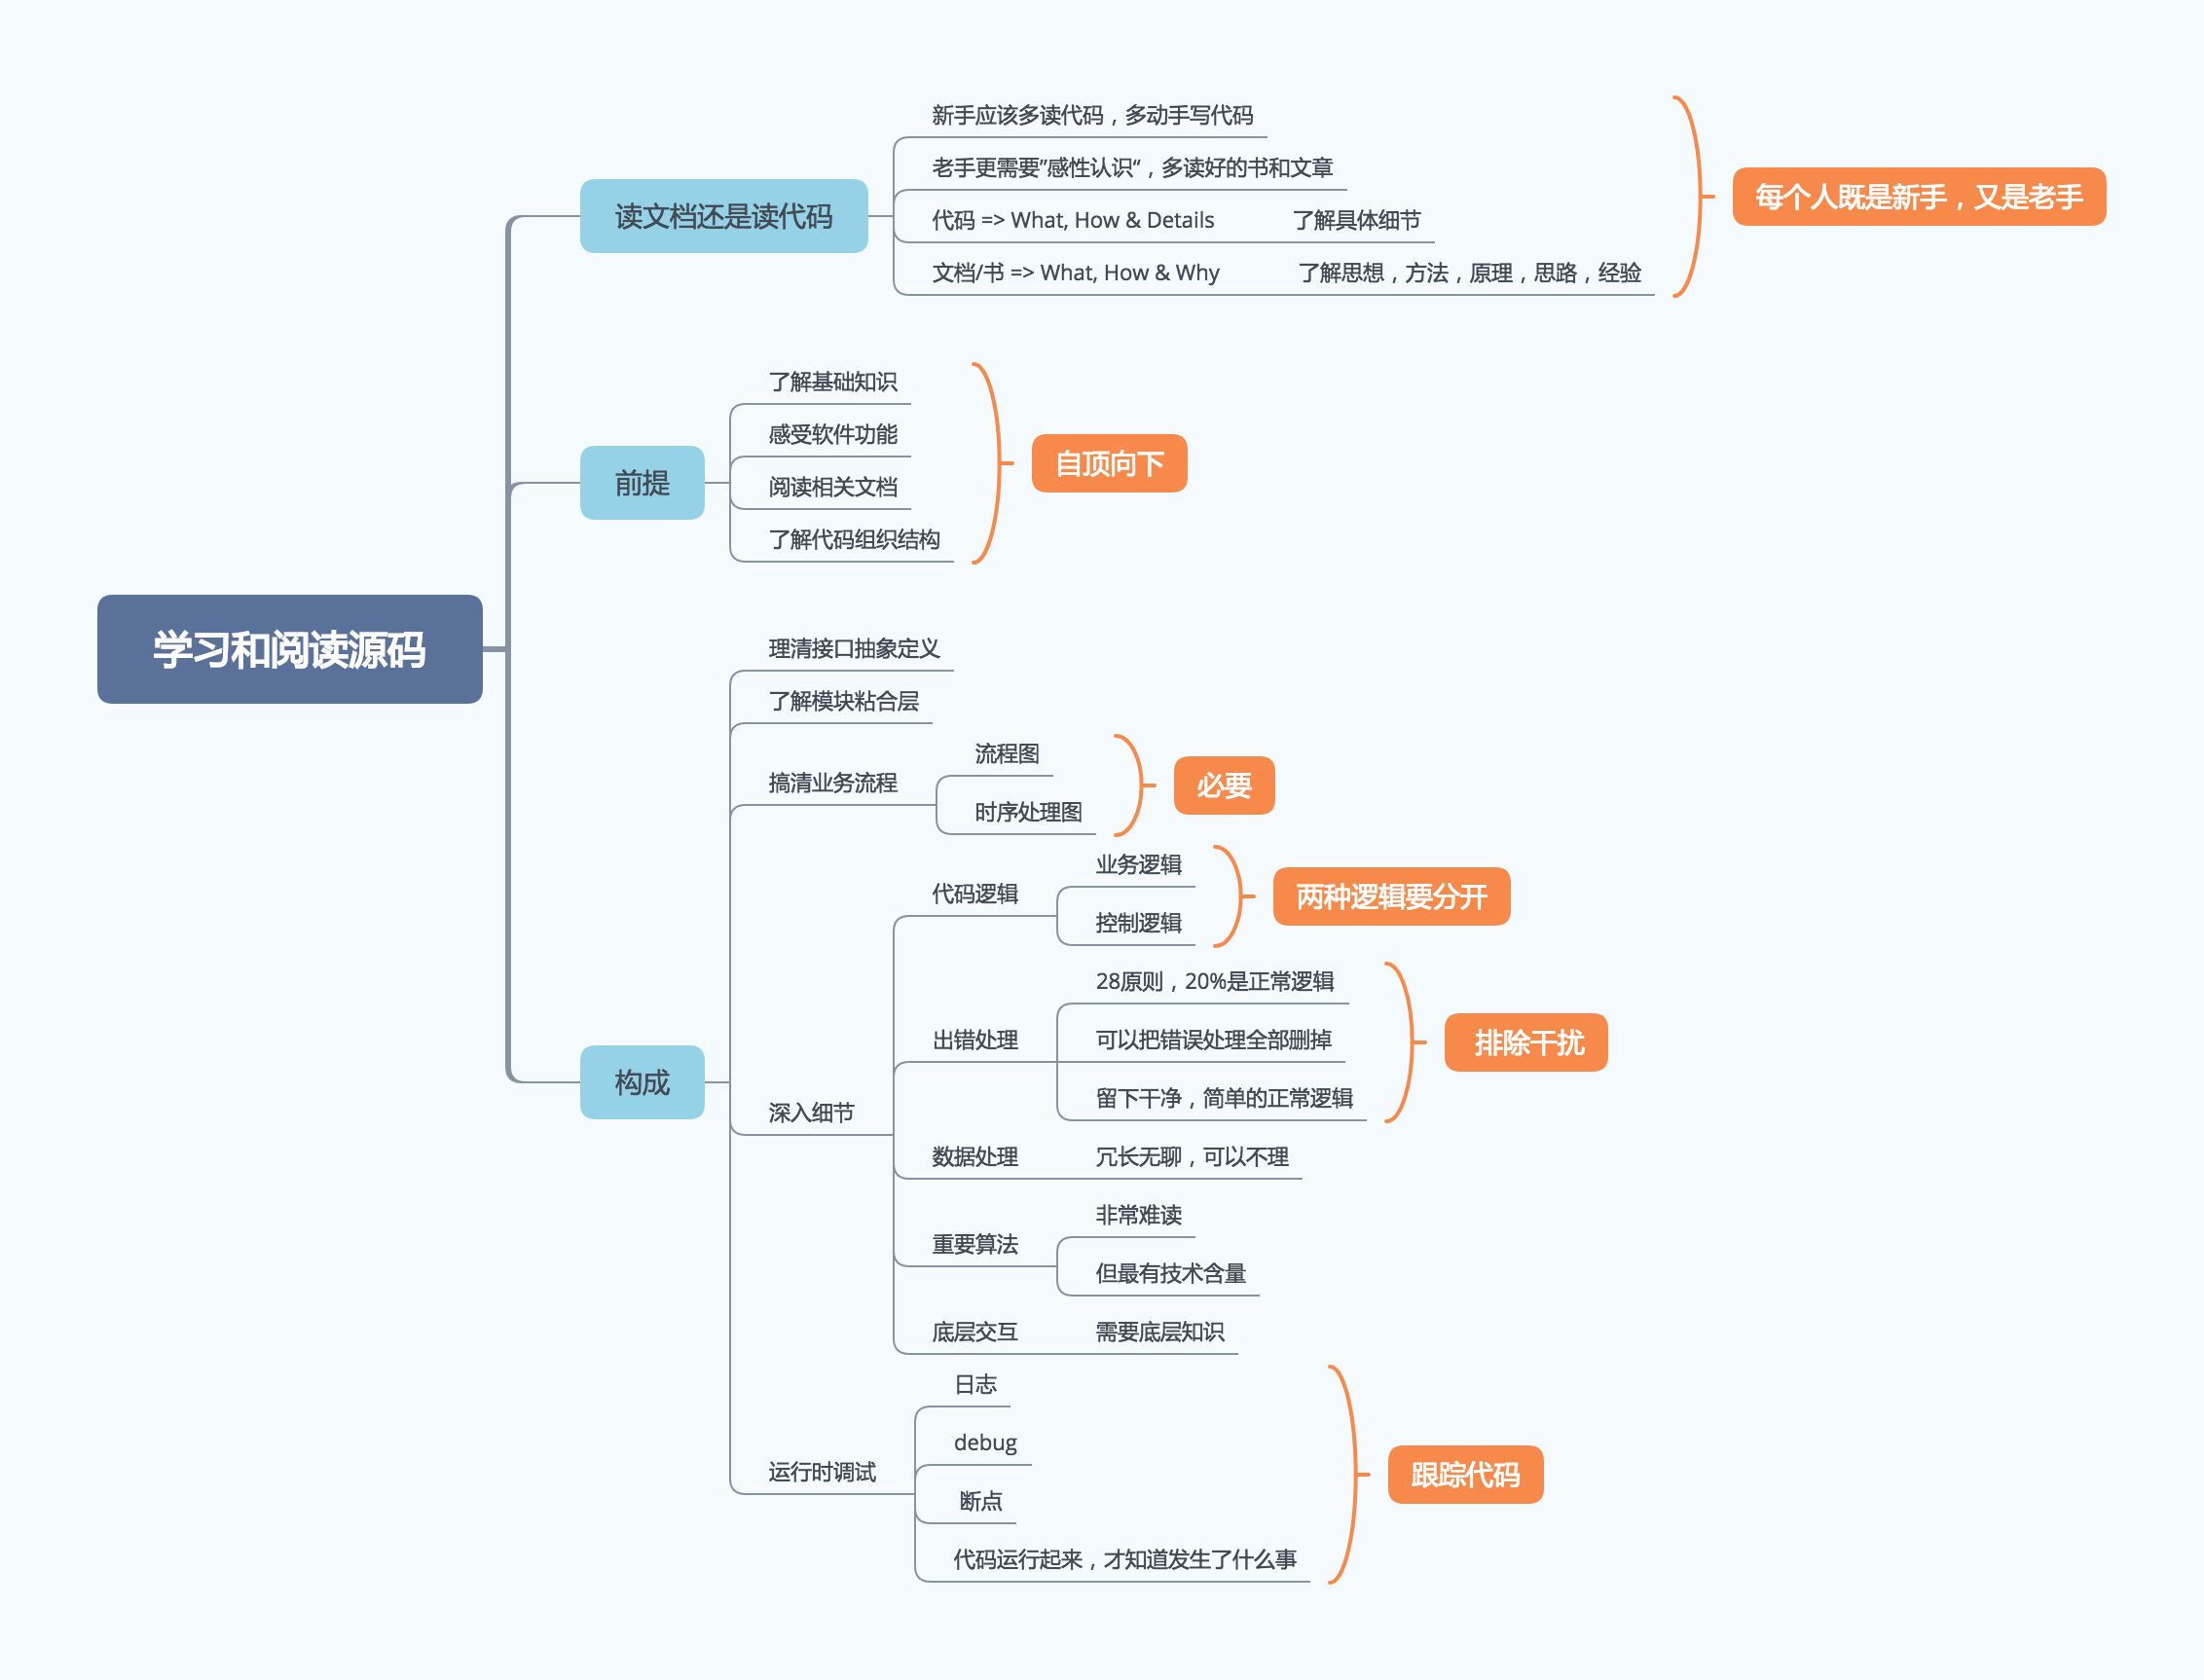 学习和阅读源码
读文档还是读代码
新手应该多读代码，多动手写代码
老手更需要”感性认识“，多读好的书和文章
代码 => What, How & Details
了解具体细节
文档/书 => What, How & Why
了解思想，方法，原理，思路，经验
每个人既是新手，又是老手
前提
了解基础知识
感受软件功能
阅读相关文档
了解代码组织结构
自顶向下
构成
理清接口抽象定义
了解模块粘合层
搞清业务流程
流程图
时序处理图
必要
深入细节
代码逻辑
业务逻辑
控制逻辑
两种逻辑要分开
出错处理
28原则，20%是正常逻辑
可以把错误处理全部删掉
留下干净，简单的正常逻辑
排除干扰
数据处理
冗长无聊，可以不理
重要算法
非常难读
但最有技术含量
底层交互
需要底层知识
运行时调试
日志
debug
断点
代码运行起来，才知道发生了什么事
跟踪代码